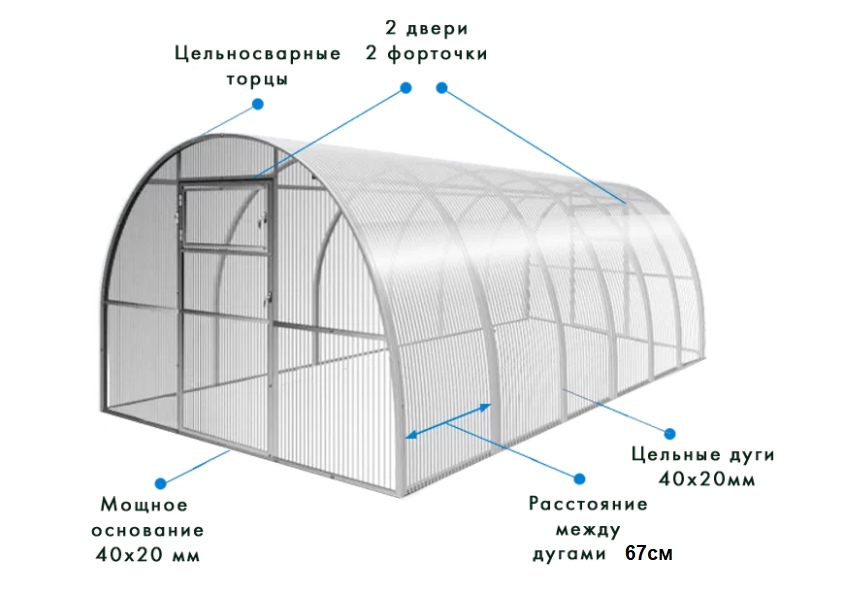 2 двери
2 форточки
Цельносварные
торцы
Цельные дуги
40х20мм
Мощное
основание
40х20 мм
Расстояние
между
дугами 67см